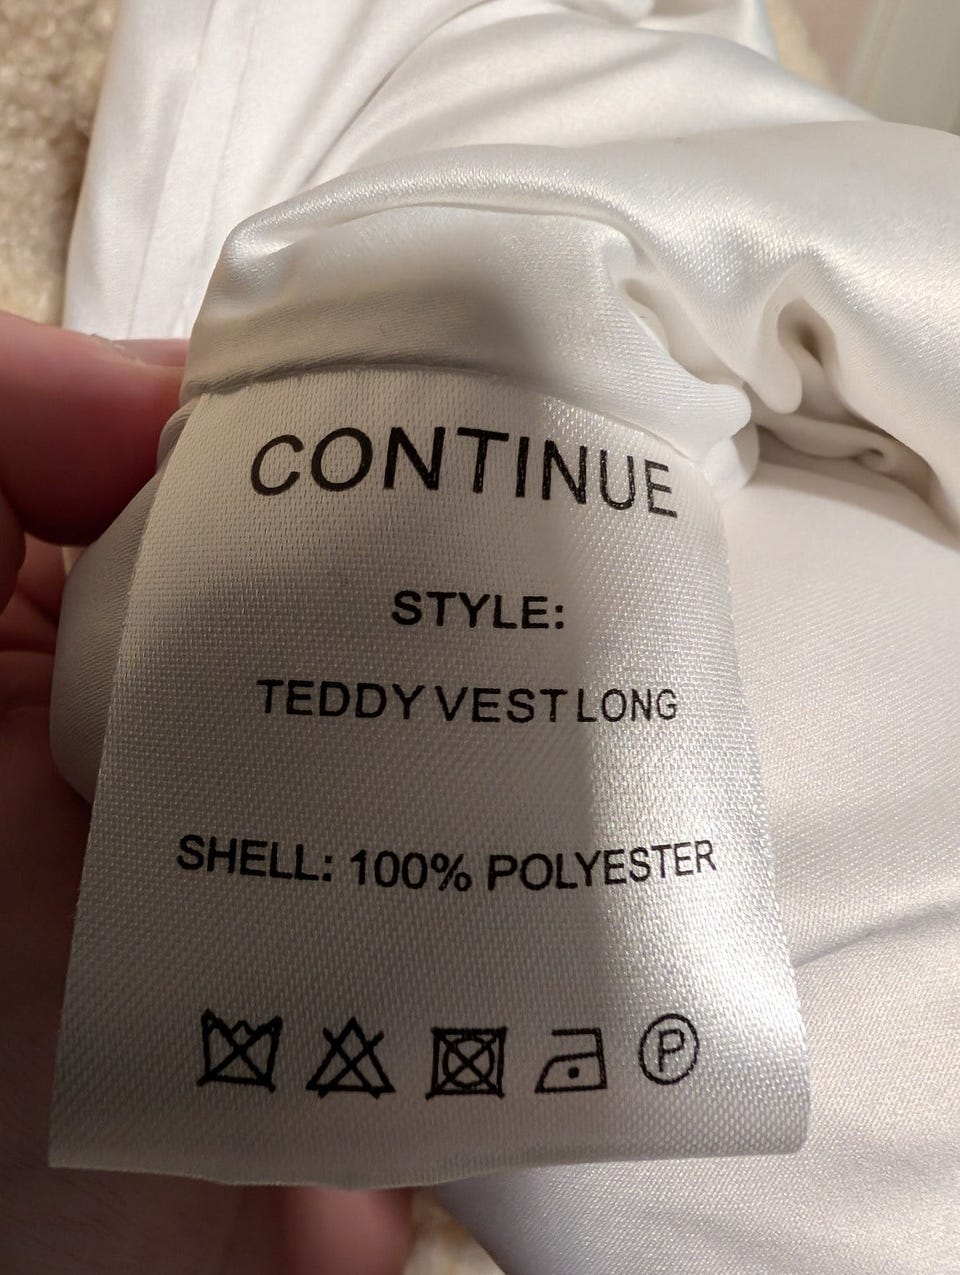 CONTINUE
STYLE:
TEDDY VEST LONG
SHELL: 100% POLYESTER
P